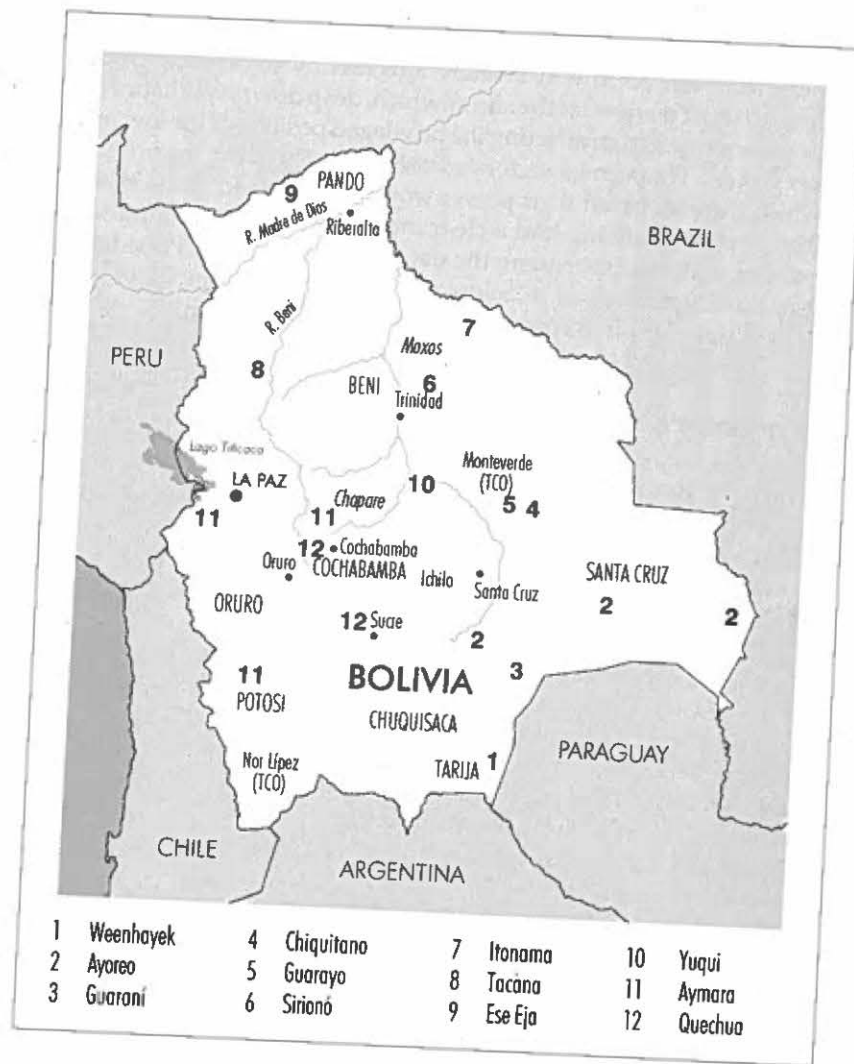 9
PANDO
R. Madre de Dios
Riberalta
BRAZIL
R. Beni
7
PERU
Moxos
8
BENI
6
Trinidad
Lago Titicaca
Monteverde
(TCO)
LA PAZ
10
5
4
11
Chapare
11
12
Cochabamba
COCHABAMBA
Oruro
Ichilo
Santa Cruz
SANTA CRUZ
ORURO
2
2
12
Sucre
2
11
BOLIVIA
3
POTOSI
CHUQUISACA
Nor Lípez
(TCO)
TARIJA
1
PARAGUAY
CHILE
ARGENTINA
1 Weenhayek
2 Ayoreo
3 Guaraní
4 Chiquitano
5 Guarayo
6 Sirionó
7 Itonama
8 Tacana
9 Ese Eja
10 Yuqui
11 Aymara
12 Quechua